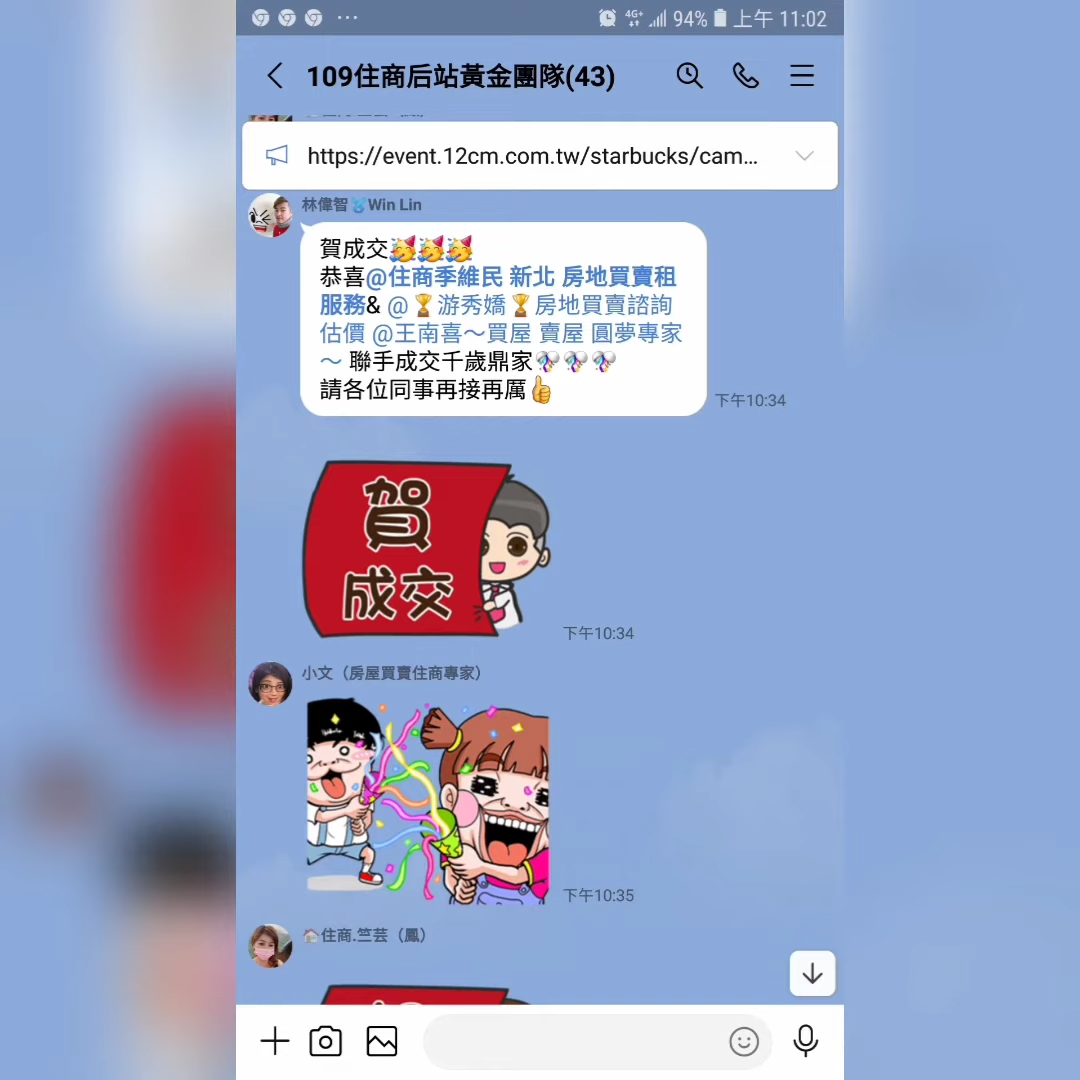 4G+ 94% 上午 11:02
109住商后站黃金團隊(43)
https://event.12cm.com.tw/starbucks/cam...
林偉智 Win Lin
賀成交🥳🥳🥳
恭喜@住商季維民 新北 房地買賣租
服務& @🏆游秀嬌🏆房地買賣諮詢
估價 @王南喜～買屋 賣屋 圓夢專家
～ 聯手成交千歲鼎家🎊🎊🎊
請各位同事再接再厲👍
下午10:34
賀
成交
下午10:34
小文（房屋買賣住商專家）
下午10:35
🏠住商.竺芸（鳳）